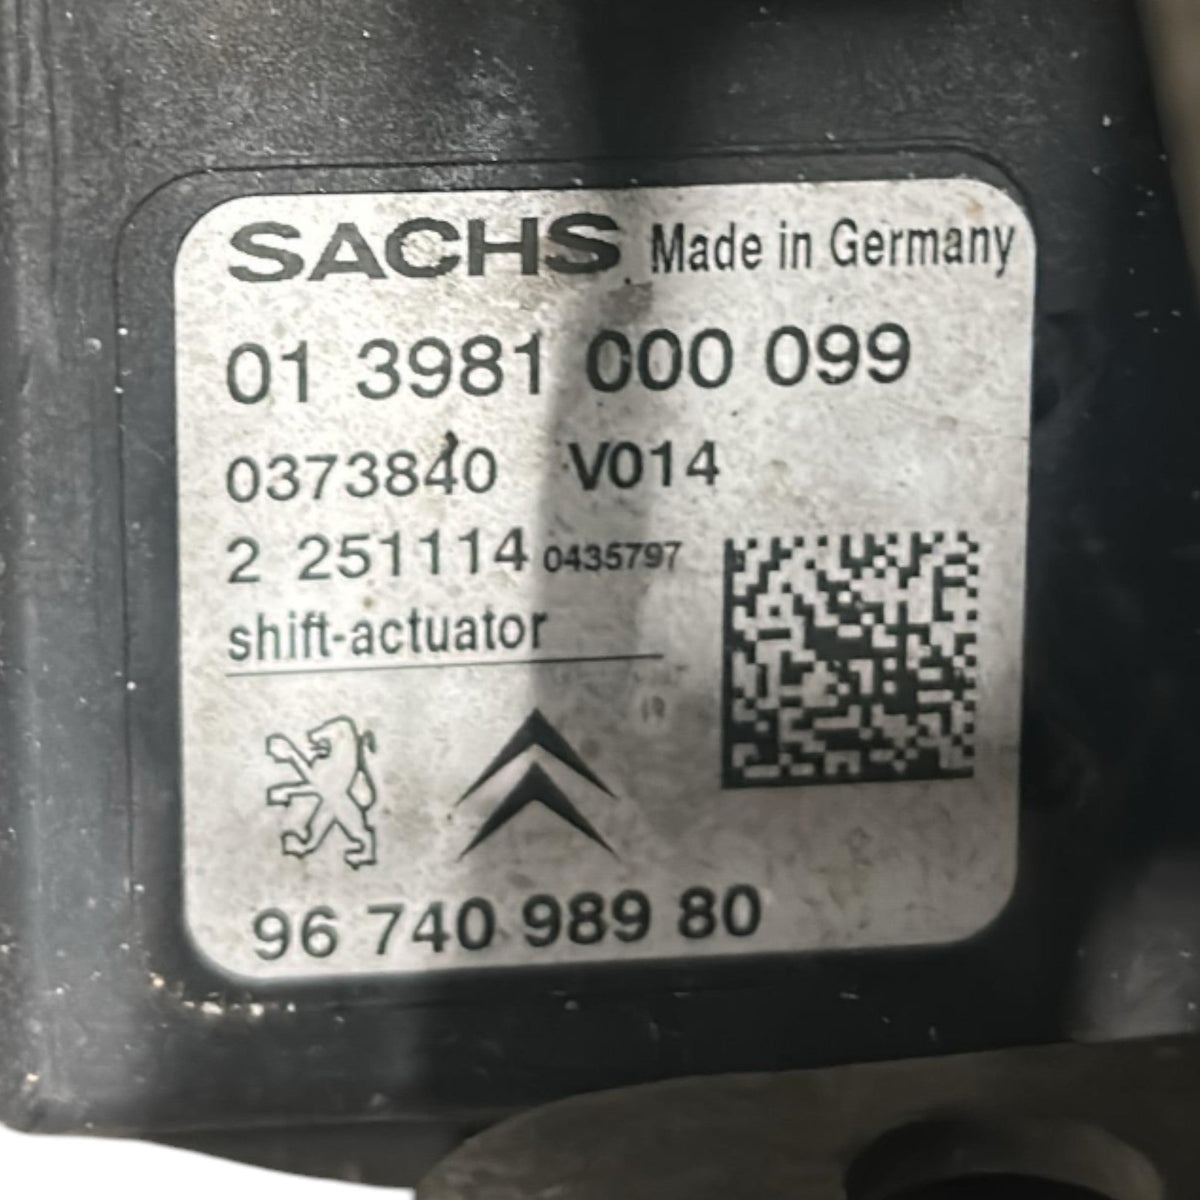 SACHS Made in Germany
01 3981 000 099
0373840 V014
2 251114 0435797
shift-actuator
96 740 989 80